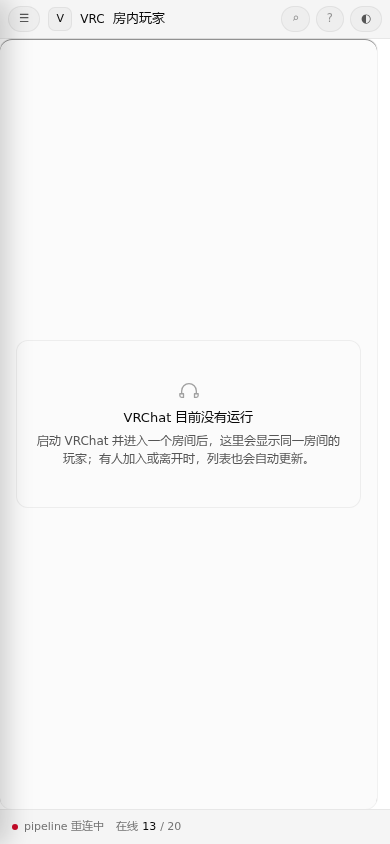 V VRC 房内玩家 ?
VRChat 目前没有运行
启动 VRChat 并进入一个房间后，这里会显示同一房间的
玩家；有人加入或离开时，列表也会自动更新。
pipeline 重连中 在线 13 / 20